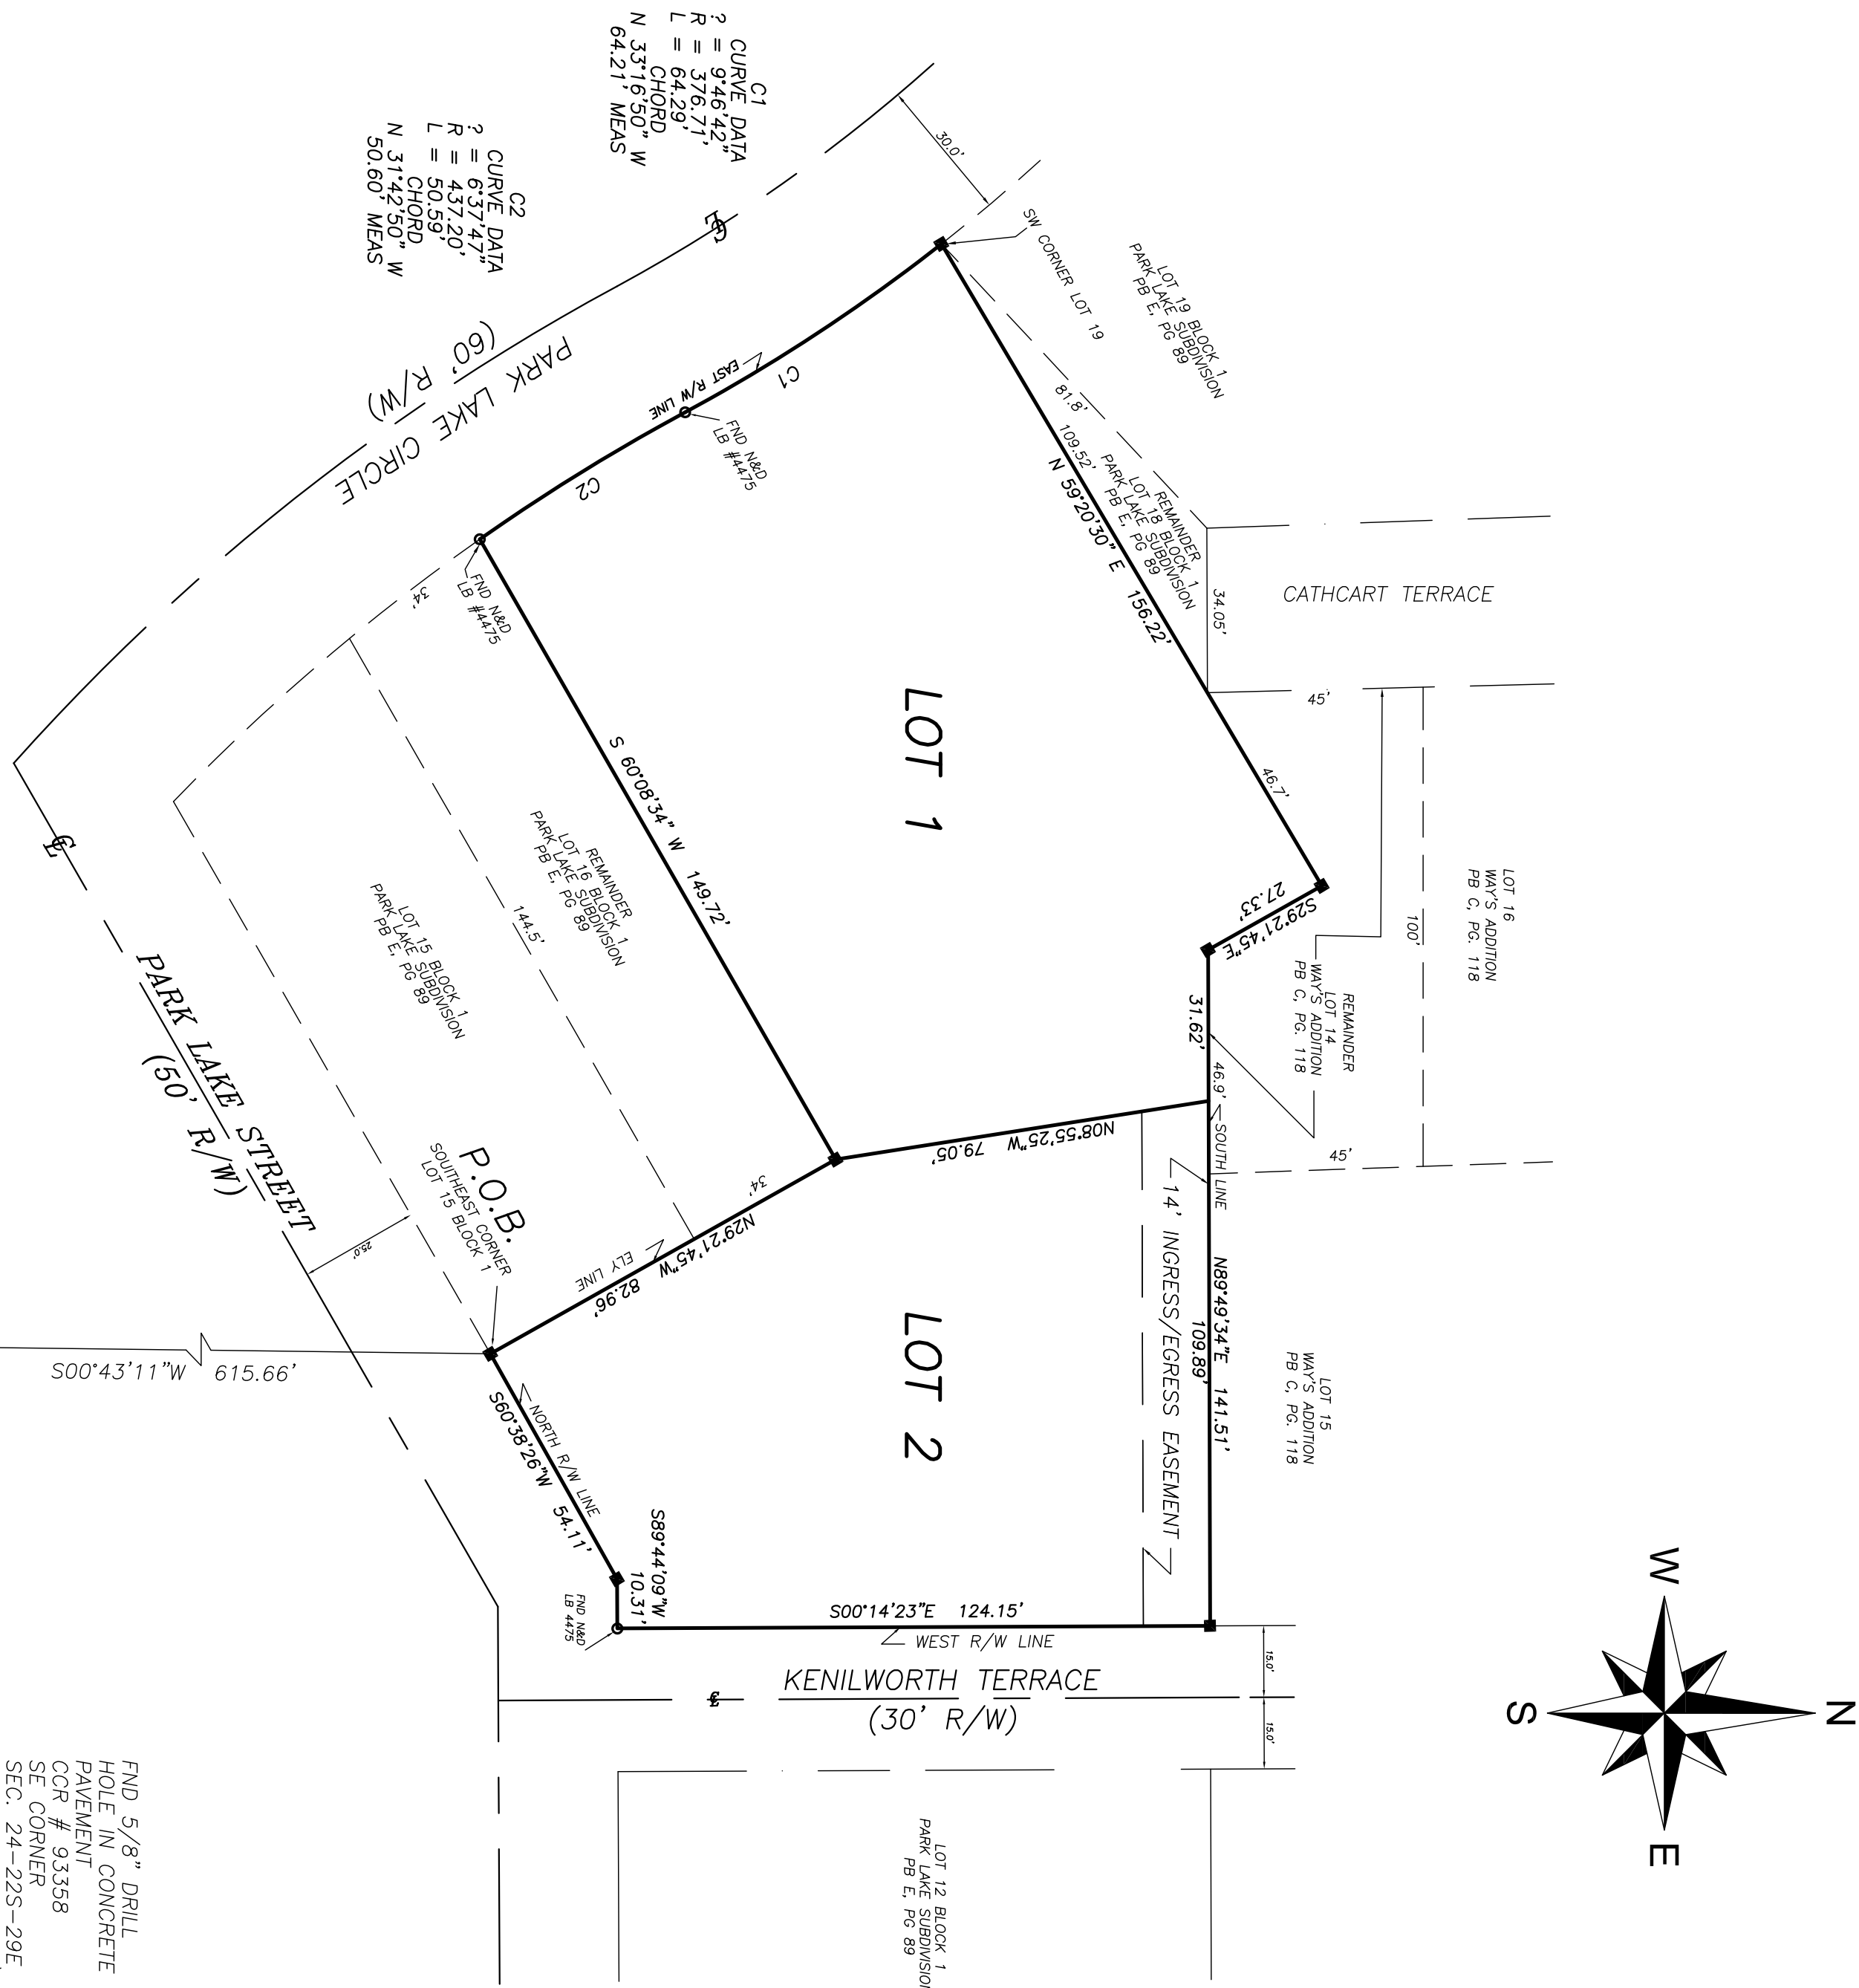 C1
CURVE DATA
? = 9°46'42"
R = 376.71'
L = 64.29'
CHORD
N 33°16'50" W
64.21' MEAS
C2
CURVE DATA
? = 6°37'47"
R = 437.20'
L = 50.59'
CHORD
N 31°42'50" W
50.60' MEAS
30.0'
SW CORNER LOT 19
LOT 19 BLOCK 1
PARK LAKE SUBDIVISION
PB E, PG 89
81.8'
109.52'
N 59°20'30" E 156.22'
REMAINDER
LOT 18 BLOCK 1
PARK LAKE SUBDIVISION
PB E, PG 89
34.05'
CATHCART TERRACE
45'
46.7'
100'
LOT 16
WAY'S ADDITION
PB C, PG. 118
REMAINDER
LOT 14
WAY'S ADDITION
PB C, PG. 118
45'
S29°21'45"E
27.33'
31.62'
46.9'
SOUTH LINE
N89°49'34"E 141.51'
109.89'
14' INGRESS/EGRESS EASEMENT
LOT 15
WAY'S ADDITION
PB C, PG. 118
LOT 1
EAST R/W LINE
C1
FND N&D
LB #4475
C2
FND N&D
LB #4475
34'
PARK LAKE CIRCLE
(60' R/W)
S 60°08'34" W 149.72'
N08°55'25"W 79.05'
REMAINDER
LOT 16 BLOCK 1
PARK LAKE SUBDIVISION
PB E, PG 89
144.5'
LOT 15 BLOCK 1
PARK LAKE SUBDIVISION
PB E, PG 89
34'
N29°21'45"W 82.96'
ELY LINE
P.O.B.
SOUTHEAST CORNER
LOT 15 BLOCK 1
PARK LAKE STREET
(50' R/W)
25.0'
S00°43'11"W 615.66'
LOT 2
NORTH R/W LINE
S60°38'26"W 54.11'
S89°44'09"W
10.31'
FND N&D
LB 4475
S00°14'23"E 124.15'
WEST R/W LINE
KENILWORTH TERRACE
(30' R/W)
15.0'
15.0'
LOT 12 BLOCK 1
PARK LAKE SUBDIVISION
PB E, PG 89
FND 5/8" DRILL
HOLE IN CONCRETE
PAVEMENT
CCR # 93358
SE CORNER
SEC. 24-22S-29E
N
W
E
S